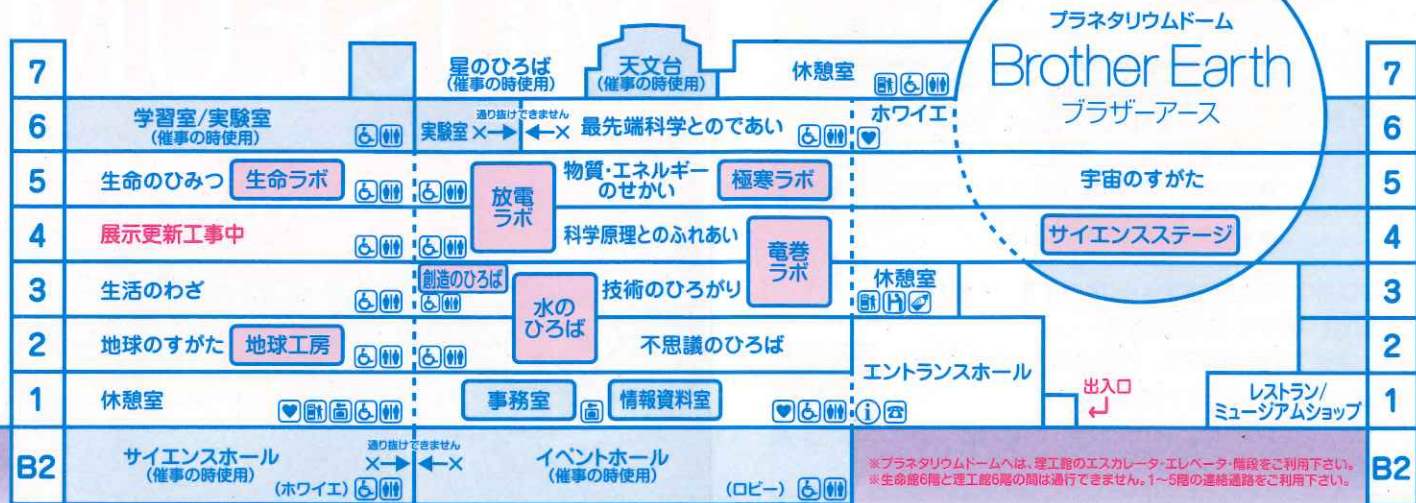 プラネタリウムドーム
Brother Earth
ブラザーアース
7
星のひろば
(催事の時使用)
天文台
(催事の時使用)
休憩室
7
6
学習室/実験室
(催事の時使用)
実験室
通り抜けできません
×→←×
最先端科学とのであい
ホワイエ
6
5
生命のひみつ
生命ラボ
放電
ラボ
物質・エネルギー
のせかい
極寒ラボ
宇宙のすがた
5
4
展示更新工事中
科学原理とのふれあい
竜巻
ラボ
サイエンスステージ
4
3
生活のわざ
創造のひろば
水の
ひろば
技術のひろがり
休憩室
3
2
地球のすがた
地球工房
不思議のひろば
エントランスホール
2
1
休憩室
事務室
情報資料室
出入口
レストラン/
ミュージアムショップ
1
B2
サイエンスホール
(催事の時使用)
(ホワイエ)
通り抜けできません
×→←×
イベントホール
(催事の時使用)
(ロビー)
※プラネタリウムドームへは、理工館のエスカレータ・エレベータ・階段をご利用下さい。
※生命館6階と理工館6階の間は通行できません。1~5階の連絡通路をご利用下さい。
B2